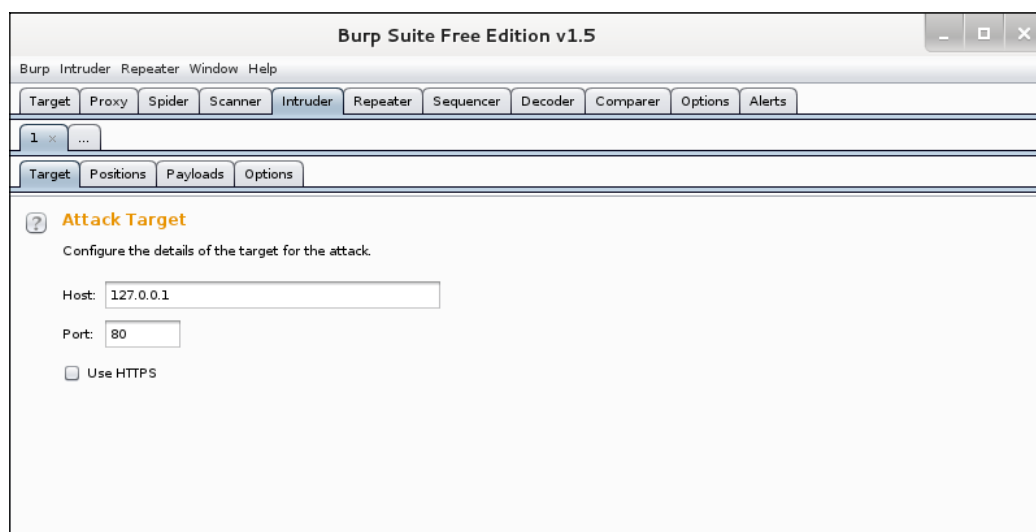 Burp Suite Free Edition v1.5
Burp Intruder Repeater Window Help
Target Proxy Spider Scanner Intruder Repeater Sequencer Decoder Comparer Options Alerts
1 × ...
Target Positions Payloads Options
? Attack Target
Configure the details of the target for the attack.
Host: 127.0.0.1
Port: 80
Use HTTPS